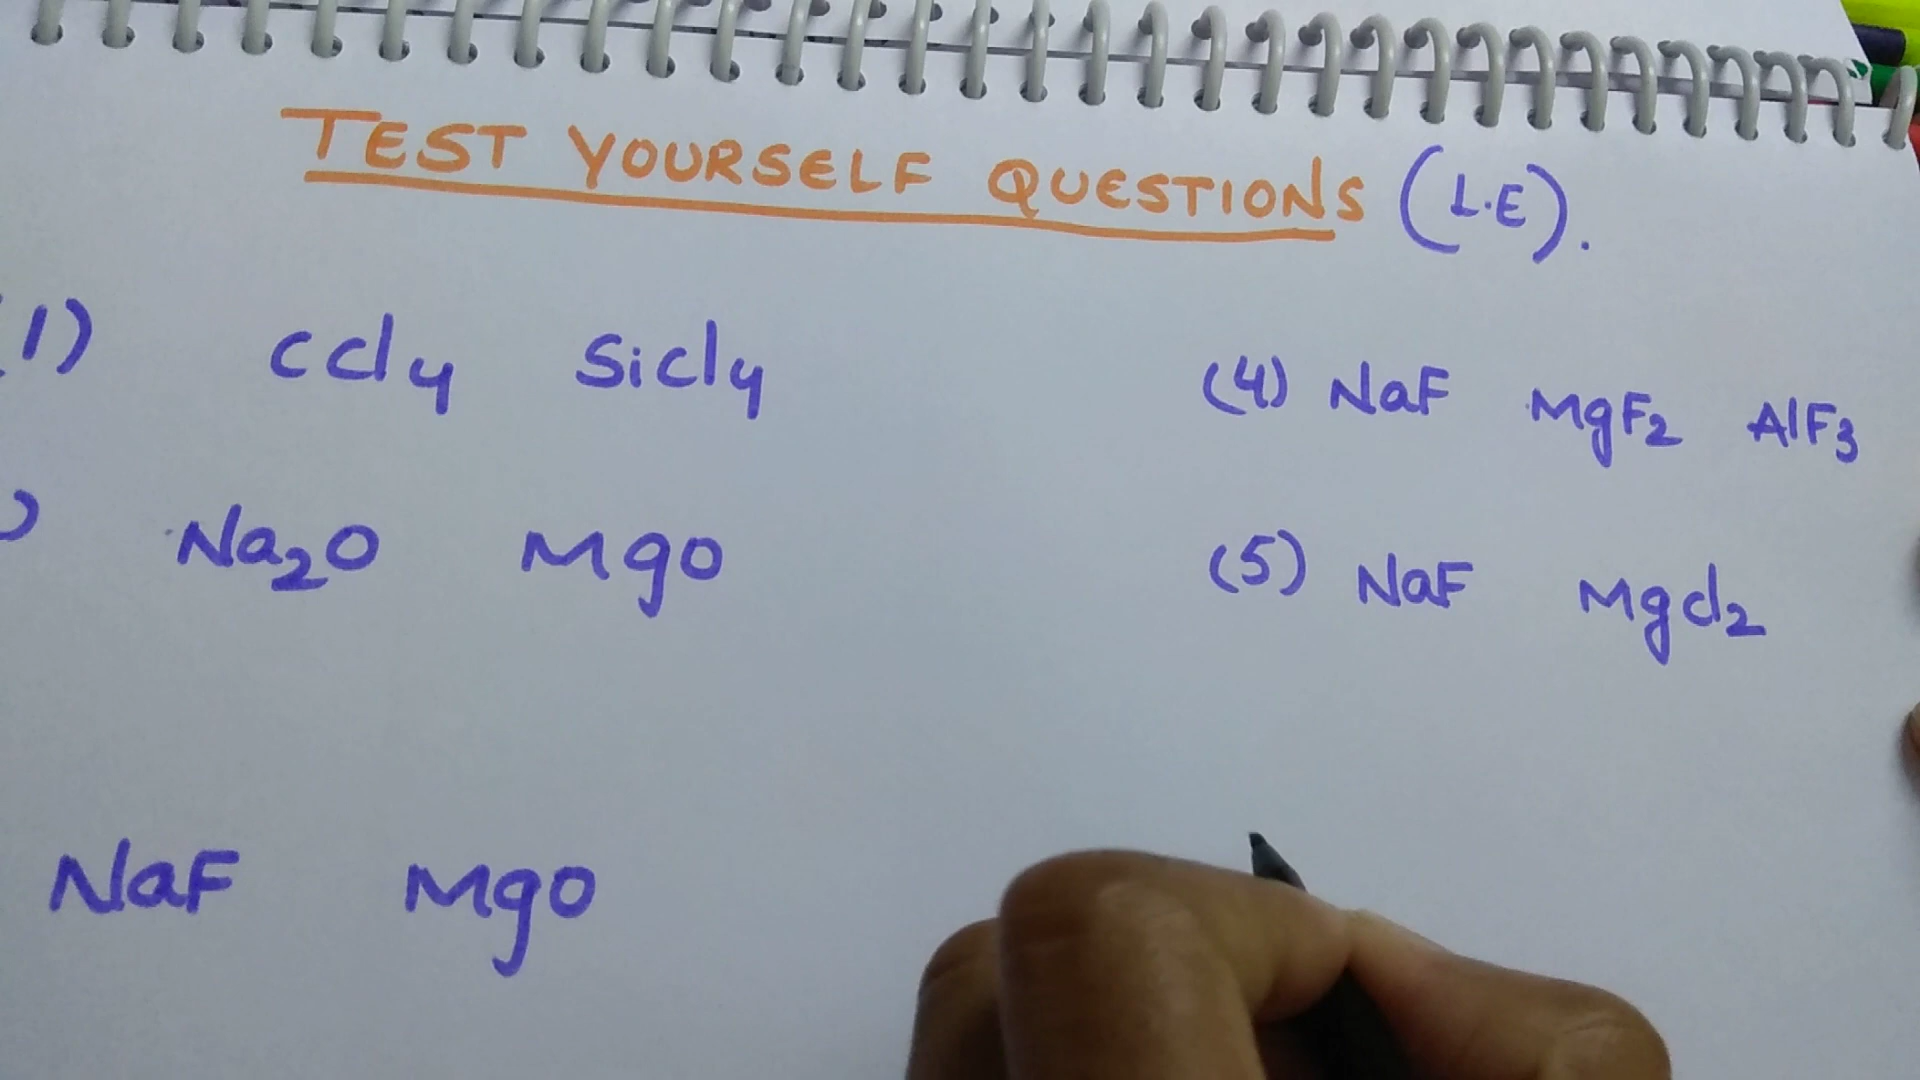 TEST YOURSELF QUESTIONS (L.E).
1) CCl4 SiCl4
) Na2O MgO
NaF MgO
(4) NaF MgF2 AlF3
(5) NaF MgCl2